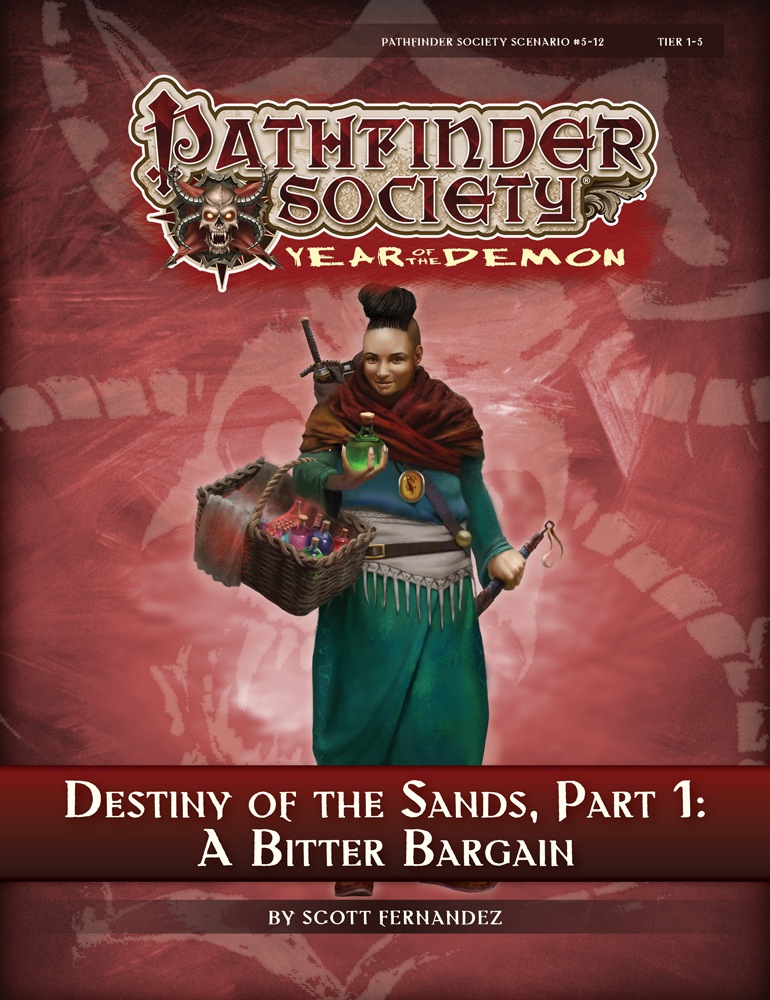 PATHFINDER SOCIETY SCENARIO #5-12 TIER 1-5
PATHFINDER
SOCIETY®
YEAR OF THE DEMON
DESTINY OF THE SANDS, PART 1:
A BITTER BARGAIN
BY SCOTT FERNANDEZ